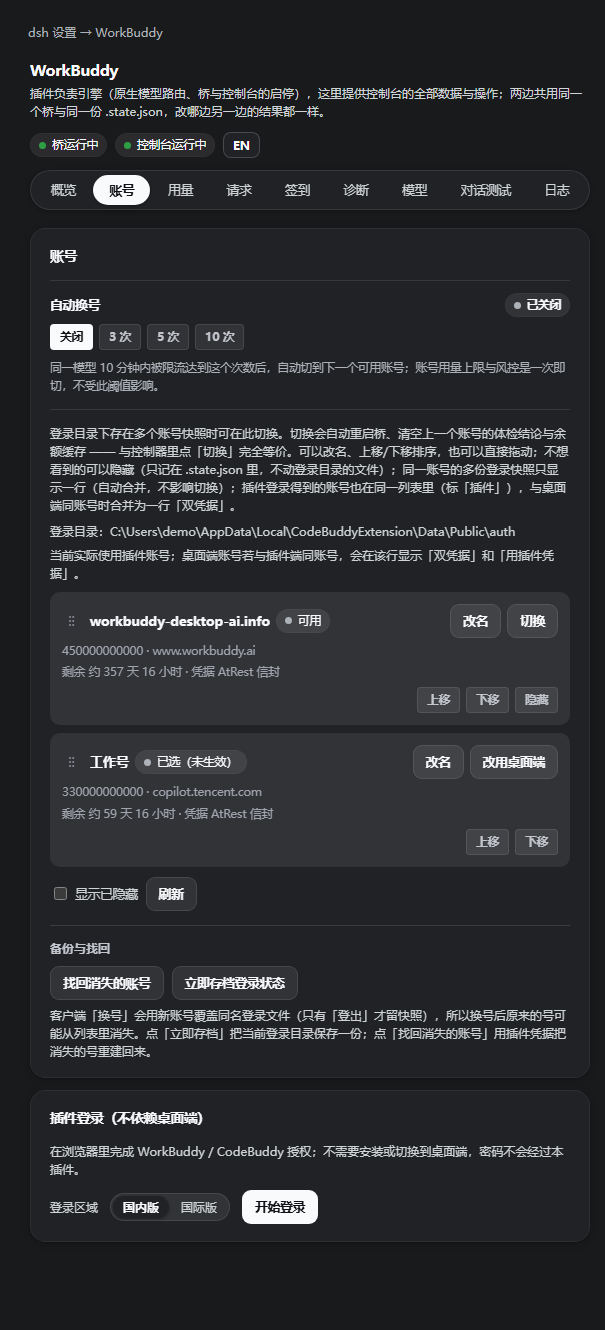 dsh 设置 → WorkBuddy
WorkBuddy
插件负责引擎（原生模型路由、桥与控制台的启停），这里提供控制台的全部数据与操作；两边共用同一
个桥与同一份 .state.json，改哪边另一边的结果都一样。
桥运行中 控制台运行中 EN
概览 账号 用量 请求 签到 诊断 模型 对话测试 日志
账号
自动换号 已关闭
关闭 3 次 5 次 10 次
同一模型 10 分钟内被限流达到这个次数后，自动切到下一个可用账号；账号用量上限与风控是一次即
切，不受此阈值影响。
登录目录下存在多个账号快照时可在此切换。切换会自动重启桥、清空上一个账号的体检结论与余
额缓存 —— 与控制器里点「切换」完全等价。可以改名、上移/下移排序，也可以直接拖动；不想
看到的可以隐藏（只记在 .state.json 里，不动登录目录的文件）；同一账号的多份登录快照只显
示一行（自动合并，不影响切换）；插件登录得到的账号也在同一列表里（标「插件」），与桌面
端同账号时合并为一行「双凭据」。
登录目录：C:\Users\demo\AppData\Local\CodeBuddyExtension\Data\Public\auth
当前实际使用插件账号；桌面端账号若与插件端同账号，会在该行显示「双凭据」和「用插件凭
据」。
workbuddy-desktop-ai.info 可用 改名 切换
450000000000 · www.workbuddy.ai
剩余 约 357 天 16 小时 · 凭据 AtRest 信封
上移 下移 隐藏
工作号 已选（未生效） 改名 改用桌面端
330000000000 · copilot.tencent.com
剩余 约 59 天 16 小时 · 凭据 AtRest 信封
上移 下移
显示已隐藏 刷新
备份与找回
找回消失的账号 立即存档登录状态
客户端「换号」会用新账号覆盖同名登录文件（只有「登出」才留快照），所以换号后原来的号可
能从列表里消失。点「立即存档」把当前登录目录保存一份；点「找回消失的账号」用插件凭据把
消失的号重建回来。
插件登录（不依赖桌面端）
在浏览器里完成 WorkBuddy / CodeBuddy 授权；不需要安装或切换到桌面端，密码不会经过本
插件。
登录区域 国内版 国际版 开始登录